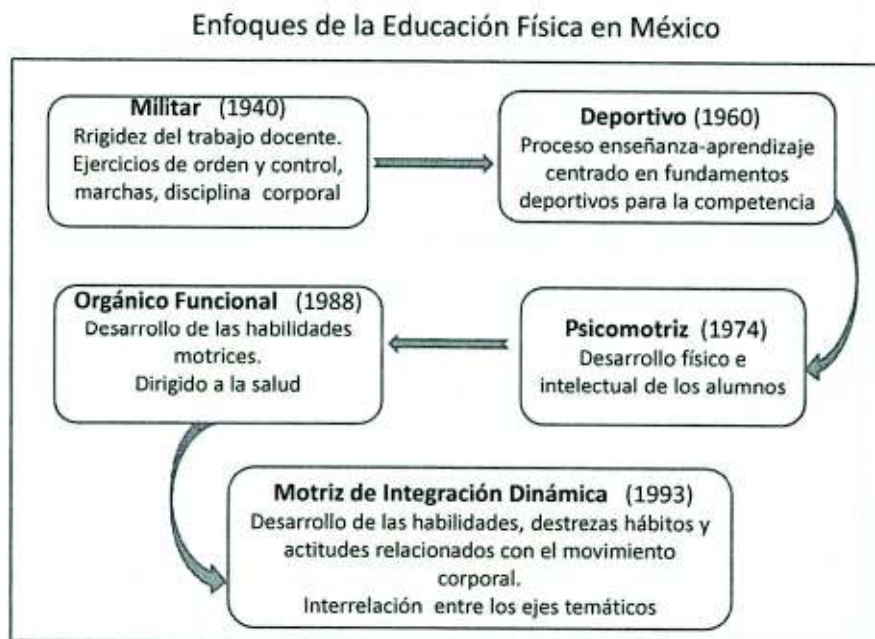 Enfoques de la Educación Física en México
Militar (1940)
Rrigidez del trabajo docente.
Ejercicios de orden y control,
marchas, disciplina corporal
Deportivo (1960)
Proceso enseñanza-aprendizaje
centrado en fundamentos
deportivos para la competencia
Psicomotriz (1974)
Desarrollo físico e
intelectual de los alumnos
Orgánico Funcional (1988)
Desarrollo de las habilidades
motrices.
Dirigido a la salud
Motriz de Integración Dinámica (1993)
Desarrollo de las habilidades, destrezas hábitos y
actitudes relacionados con el movimiento
corporal.
Interrelación entre los ejes temáticos